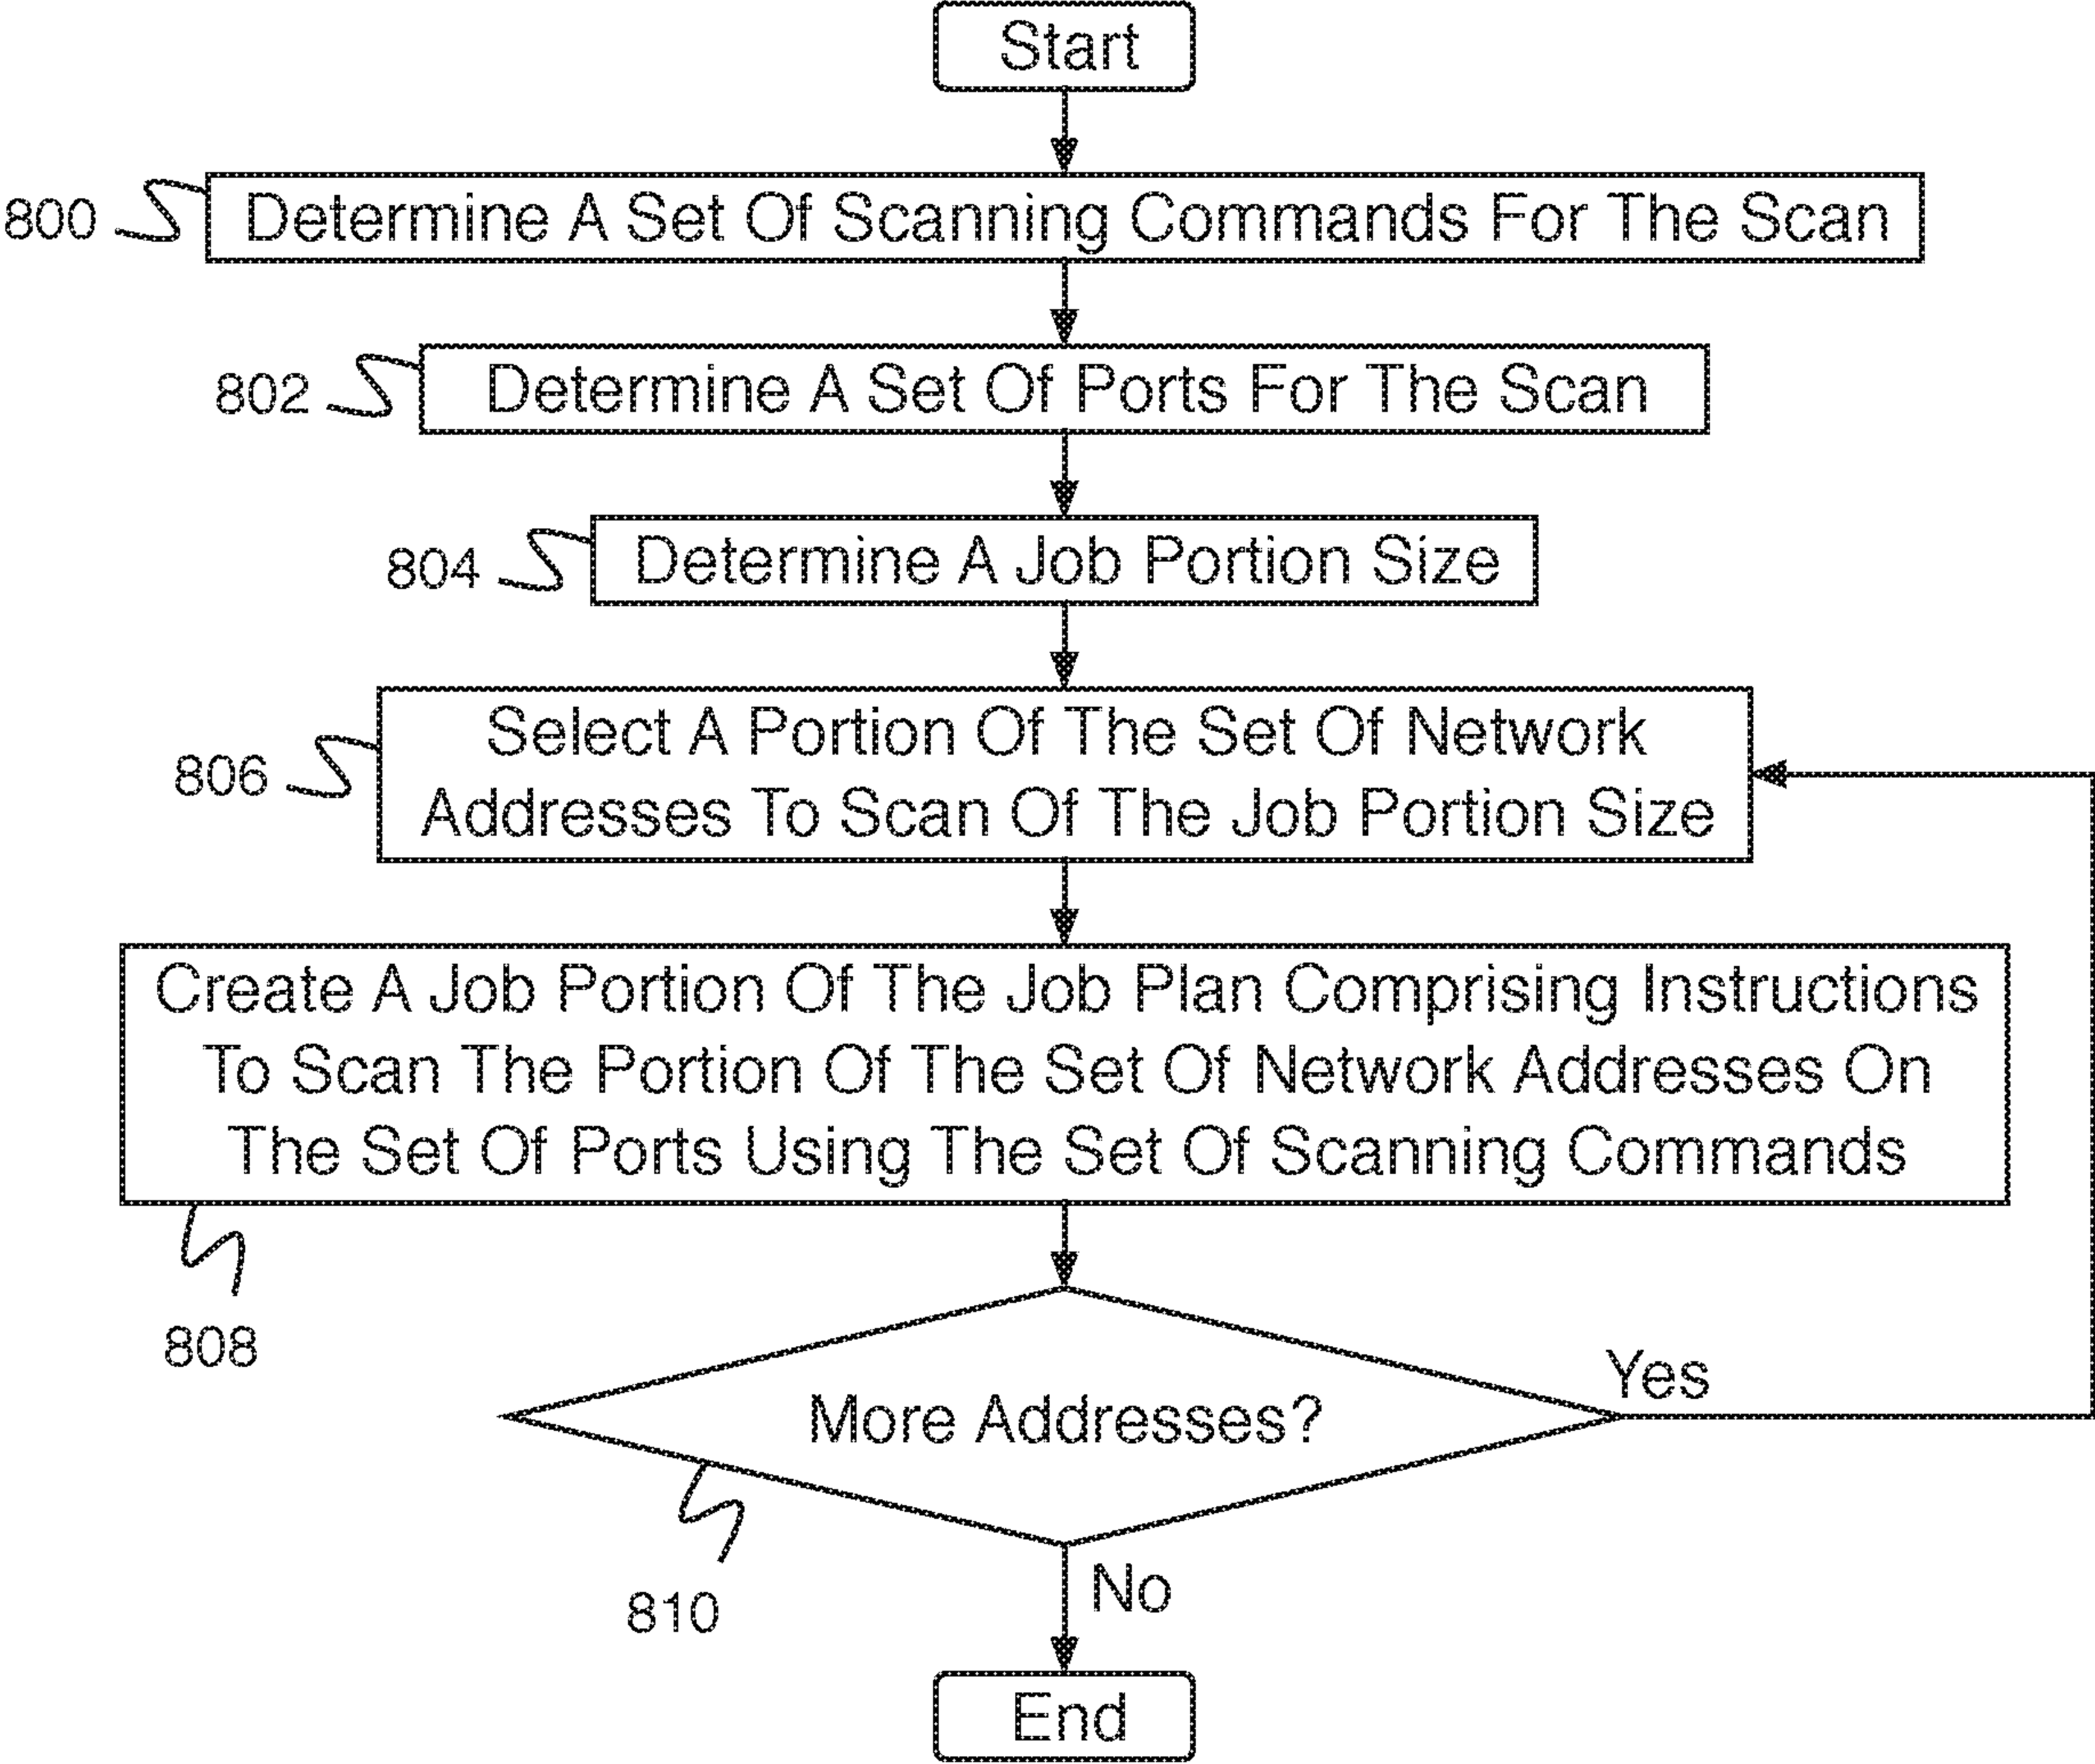 Start
800
Determine A Set Of Scanning Commands For The Scan
802
Determine A Set Of Ports For The Scan
804
Determine A Job Portion Size
806
Select A Portion Of The Set Of Network
Addresses To Scan Of The Job Portion Size
Create A Job Portion Of The Job Plan Comprising Instructions
To Scan The Portion Of The Set Of Network Addresses On
The Set Of Ports Using The Set Of Scanning Commands
808
More Addresses?
Yes
810
No
End